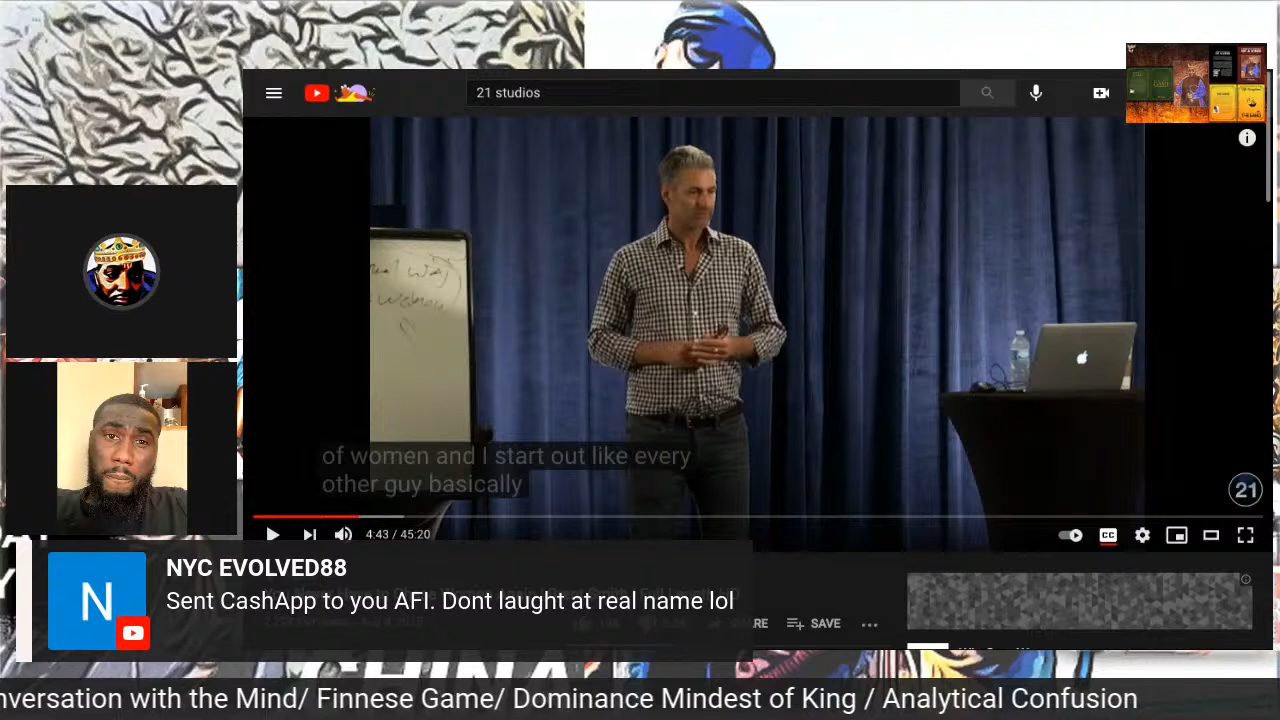 21 studios
of women and I start out like every
other guy basically
21
4:43 / 45:20
CC
N
NYC EVOLVED88
Sent CashApp to you AFI. Dont laught at real name lol
SAVE
nversation with the Mind/ Finnese Game/ Dominance Mindest of King / Analytical Confusion